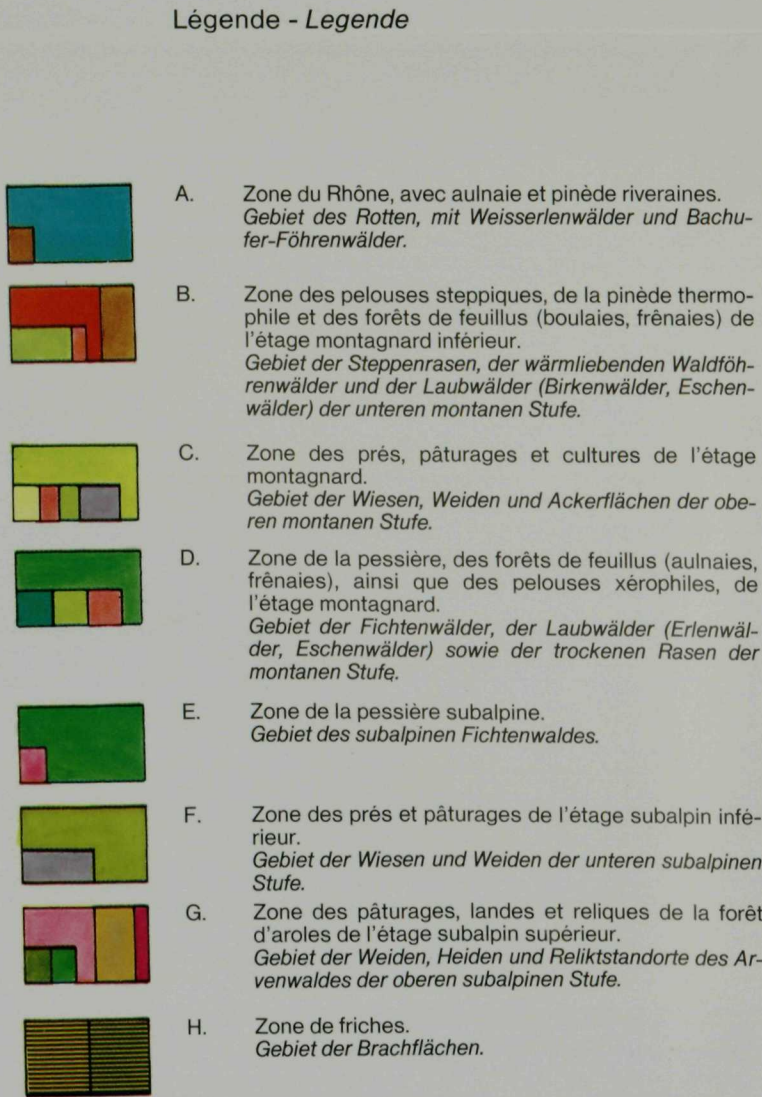 Légende - Legende
A. Zone du Rhône, avec aulnaie et pinède riveraines.
Gebiet des Rotten, mit Weisserlenwälder und Bachu-
fer-Föhrenwälder.
B. Zone des pelouses steppiques, de la pinède thermo-
phile et des forêts de feuillus (boulaies, frênaies) de
l'étage montagnard inférieur.
Gebiet der Steppenrasen, der wärmliebenden Waldföh-
renwälder und der Laubwälder (Birkenwälder, Eschen-
wälder) der unteren montanen Stufe.
C. Zone des prés, pâturages et cultures de l'étage
montagnard.
Gebiet der Wiesen, Weiden und Ackerflächen der obe-
ren montanen Stufe.
D. Zone de la pessière, des forêts de feuillus (aulnaies,
frênaies), ainsi que des pelouses xérophiles, de
l'étage montagnard.
Gebiet der Fichtenwälder, der Laubwälder (Erlenwäl-
der, Eschenwälder) sowie der trockenen Rasen der
montanen Stufe.
E. Zone de la pessière subalpine.
Gebiet des subalpinen Fichtenwaldes.
F. Zone des prés et pâturages de l'étage subalpin infé-
rieur.
Gebiet der Wiesen und Weiden der unteren subalpinen
Stufe.
G. Zone des pâturages, landes et reliques de la forêt
d'aroles de l'étage subalpin supérieur.
Gebiet der Weiden, Heiden und Reliktstandorte des Ar-
venwaldes der oberen subalpinen Stufe.
H. Zone de friches.
Gebiet der Brachflächen.